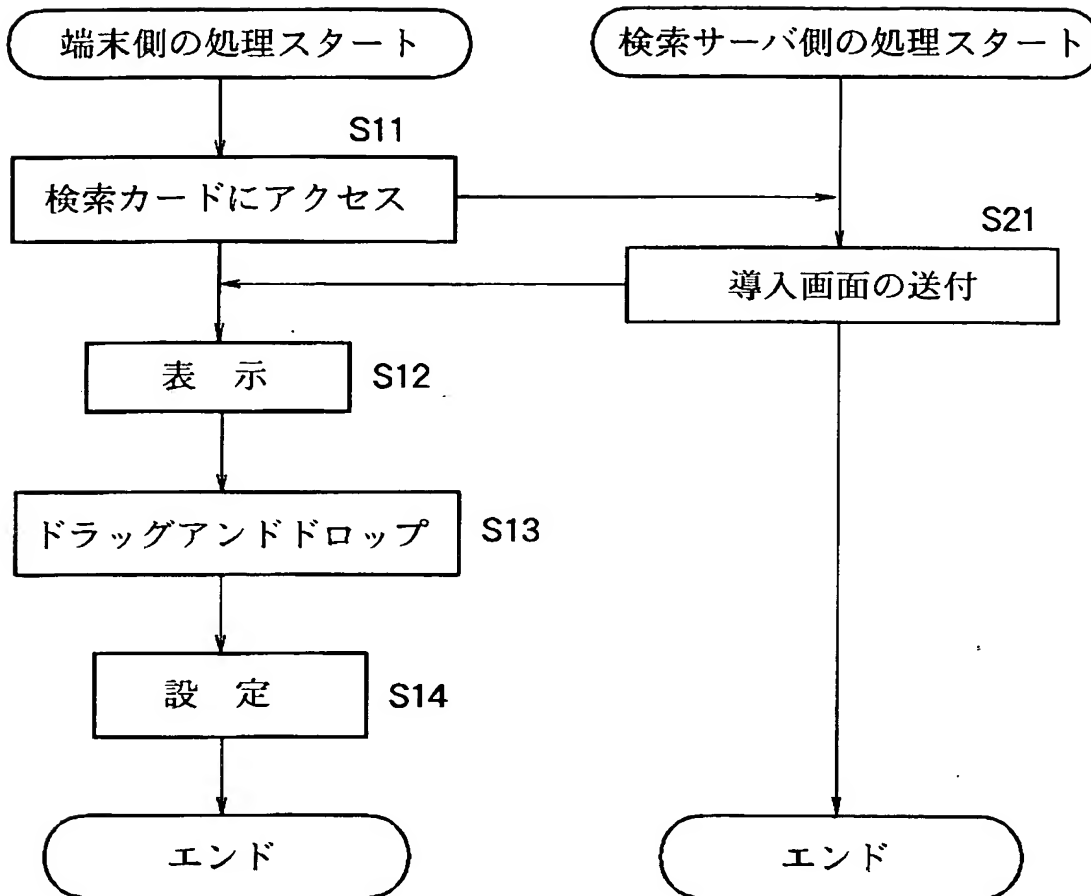 端末側の処理スタート
検索サーバ側の処理スタート
S11
検索カードにアクセス
S21
導入画面の送付
表 示
S12
ドラッグアンドドロップ
S13
設 定
S14
エンド
エンド